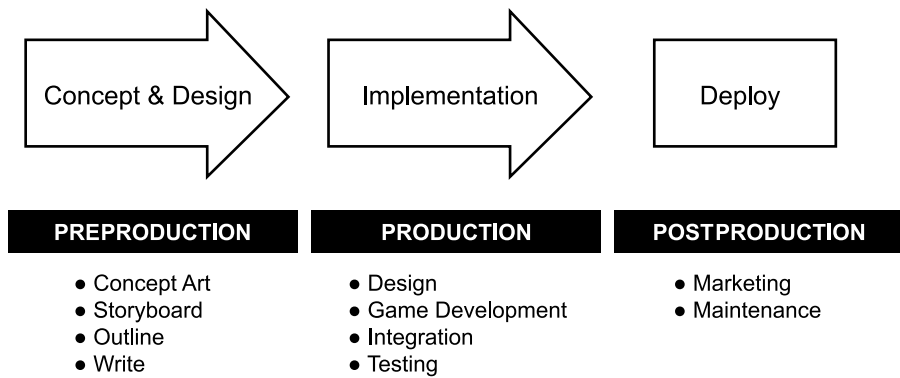 Concept & Design
Implementation
Deploy
PREPRODUCTION
PRODUCTION
POSTPRODUCTION
● Concept Art
● Storyboard
● Outline
● Write
● Design
● Game Development
● Integration
● Testing
● Marketing
● Maintenance